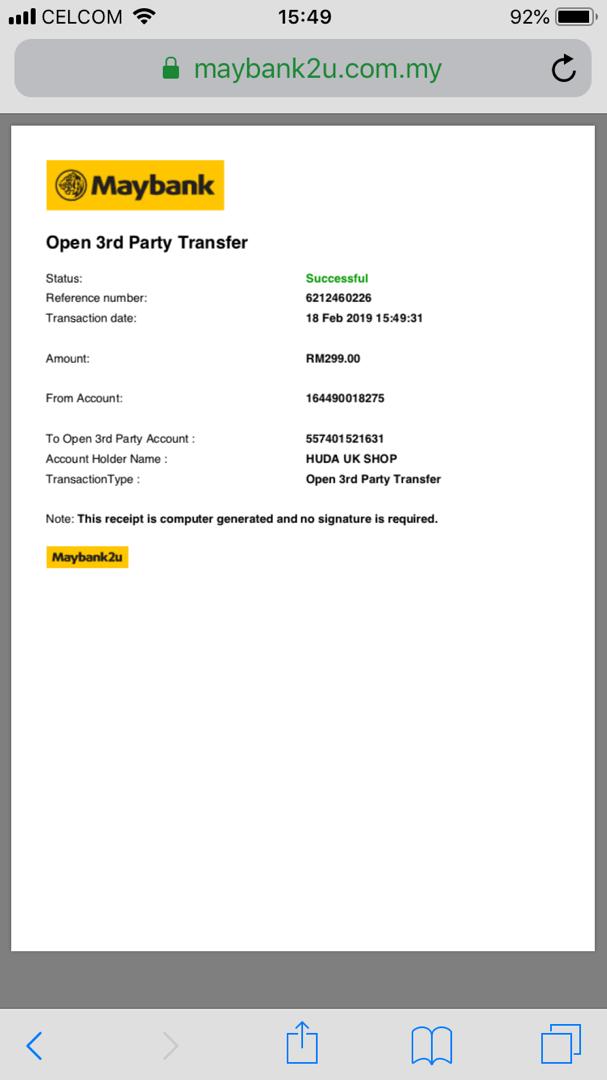 CELCOM 15:49 92%
maybank2u.com.my
Maybank
Open 3rd Party Transfer
Status: Successful
Reference number: 6212460226
Transaction date: 18 Feb 2019 15:49:31
Amount: RM299.00
From Account: 164490018275
To Open 3rd Party Account : 557401521631
Account Holder Name : HUDA UK SHOP
TransactionType : Open 3rd Party Transfer
Note: This receipt is computer generated and no signature is required.
Maybank2u